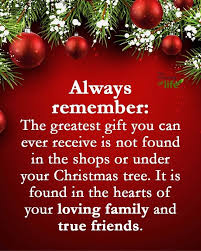 life
Always
remember:
The greatest gift you can
ever receive is not found
in the shops or under
your Christmas tree. It is
found in the hearts of
your loving family and
true friends.